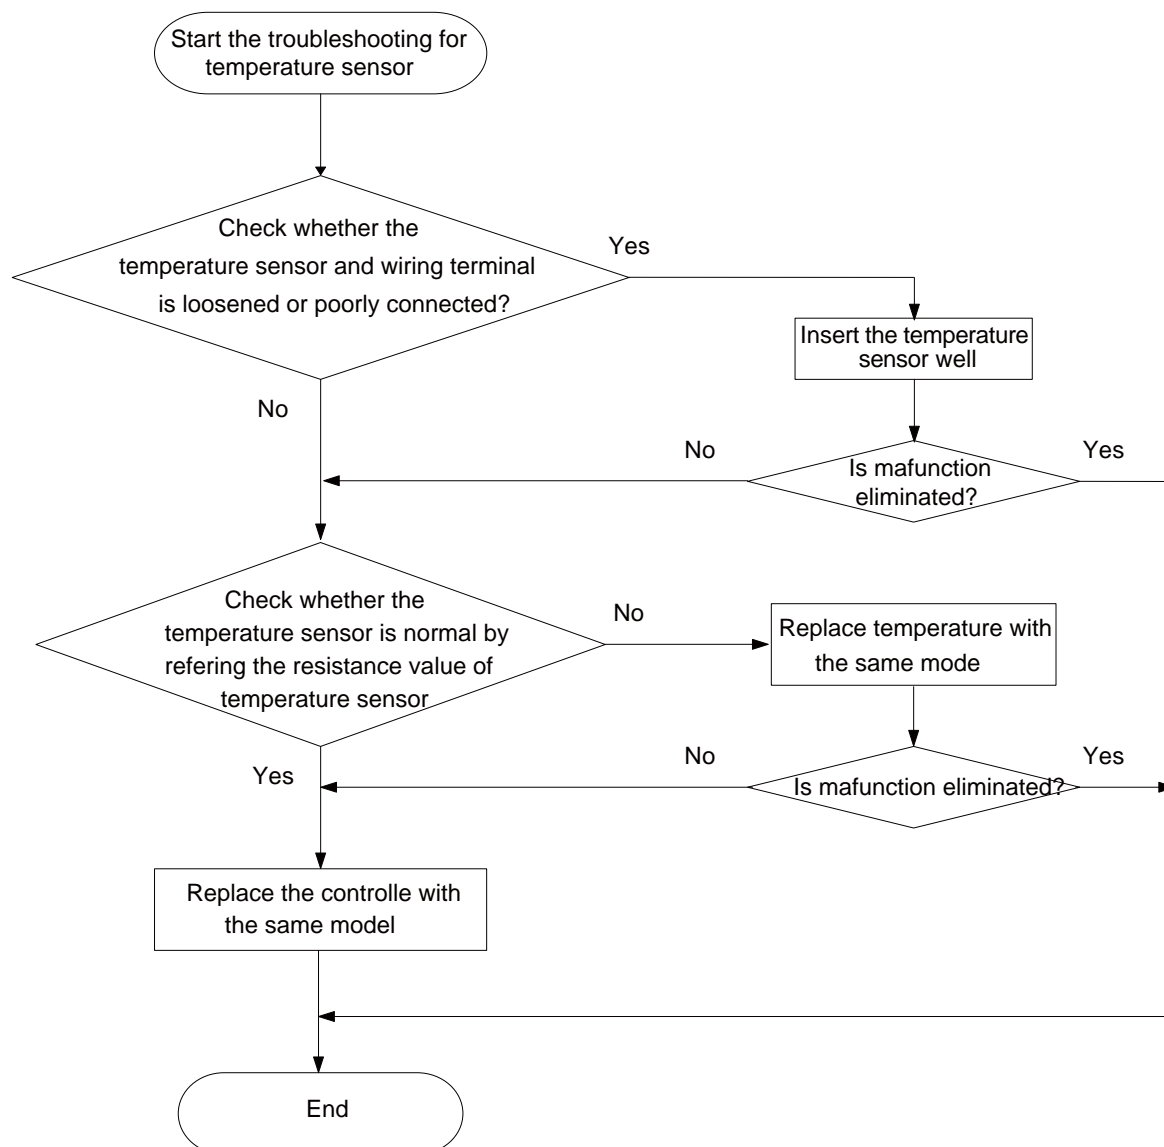 Start the troubleshooting for
temperature sensor
Check whether the
temperature sensor and wiring terminal
is loosened or poorly connected?
Yes
Insert the temperature
sensor well
No
No
Is mafunction
eliminated?
Yes
Check whether the
temperature sensor is normal by
refering the resistance value of
temperature sensor
No
Replace temperature with
the same mode
Yes
No
Is mafunction eliminated?
Yes
Replace the controlle with
the same model
End